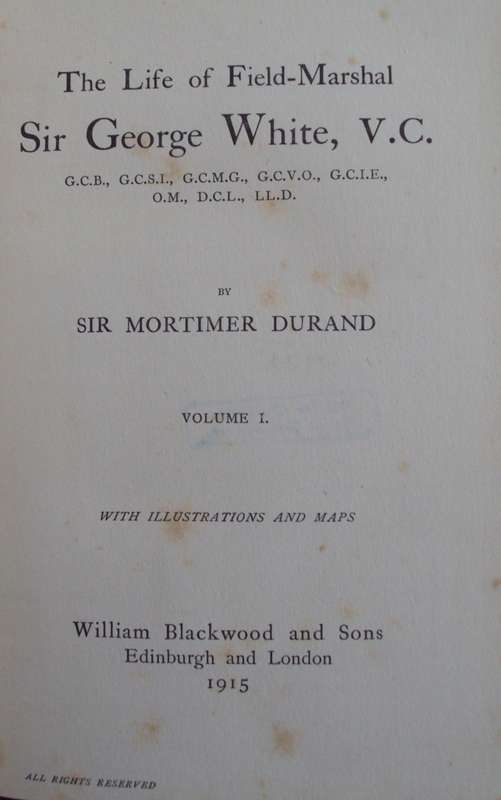 The Life of Field-Marshal
Sir George White, V.C.
G.C.B., G.C.S.I., G.C.M.G., G.C.V.O., G.C.I.E.,
O.M., D.C.L., LL.D.
BY
SIR MORTIMER DURAND
VOLUME I.
WITH ILLUSTRATIONS AND MAPS
William Blackwood and Sons
Edinburgh and London
1915
ALL RIGHTS RESERVED